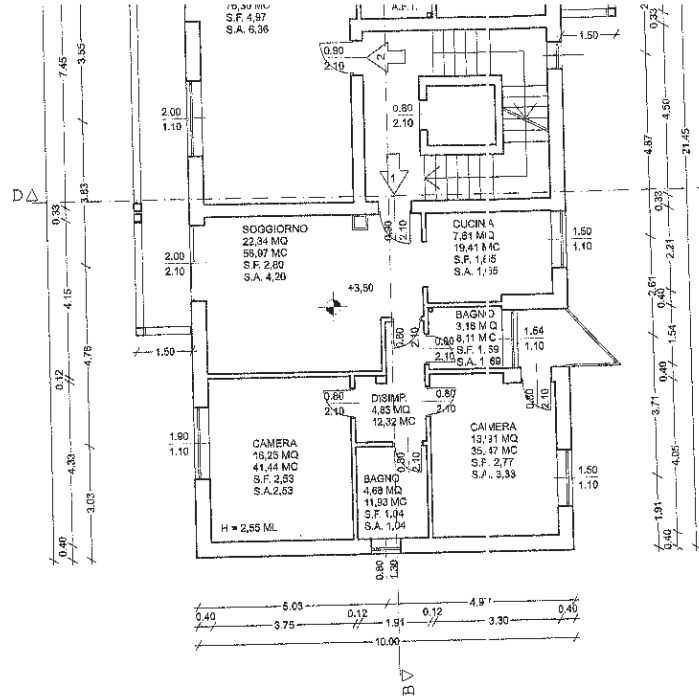 76,30 MC
S.F. 4,97
S.A. 6,36
A.P.T.
0.90
2.10
2
0.80
2.10
1
1.50
2.00
1.10
D
SOGGIORNO
22,34 MQ
56,97 MC
S.F. 2,80
S.A. 4,20
2.00
2.10
0.90
2.10
CUCINA
7,61 MQ
19,41 MC
S.F. 1,65
S.A. 1,65
1.50
1.10
+3,50
BAGNO
3,18 MQ
8,11 MC
S.F. 1,69
S.A. 1,69
1.64
1.10
0.80
2.10
0.80
2.10
1.50
0.80
2.10
DISIMP.
4,83 MQ
12,32 MC
0.80
2.10
0.80
2.10
1.90
1.10
CAMERA
16,25 MQ
41,44 MC
S.F. 2,53
S.A.2,53
CAMERA
13,91 MQ
35,47 MC
S.F. 2,77
S.A. 3,33
0.80
2.10
BAGNO
4,68 MQ
11,93 MC
S.F. 1,04
S.A. 1,04
1.50
1.10
H = 2,55 ML
0.80
1.30
7.45
3.55
3.83
0.33
4.15
4.76
0.12
4.33
3.03
0.40
0.33
4.50
4.87
21.45
0.33
2.21
2.61
0.40
1.54
0.40
3.71
4.05
1.91
0.40
5.03
4.97
0.40
0.12
0.12
0.40
3.75
1.91
3.30
10.00
B